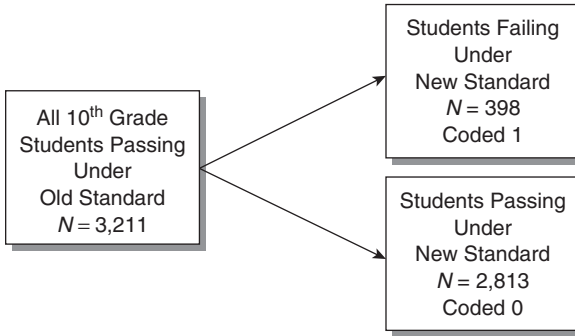 All 10th Grade
Students Passing
Under
Old Standard
N = 3,211
Students Failing
Under
New Standard
N = 398
Coded 1
Students Passing
Under
New Standard
N = 2,813
Coded 0